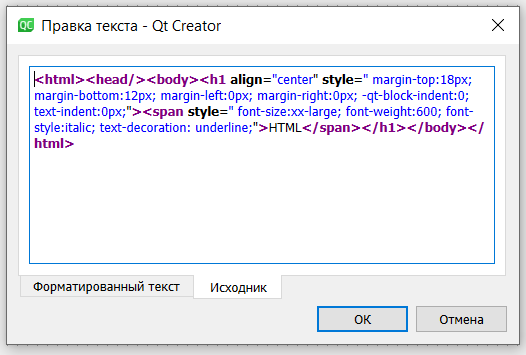 QC Правка текста - Qt Creator
<html><head/><body><h1 align="center" style=" margin-top:18px;
margin-bottom:12px; margin-left:0px; margin-right:0px; -qt-block-indent:0;
text-indent:0px;"><span style=" font-size:xx-large; font-weight:600; font-
style:italic; text-decoration: underline;">HTML</span></h1></body></
html>
Форматированный текст Исходник
ОК Отмена